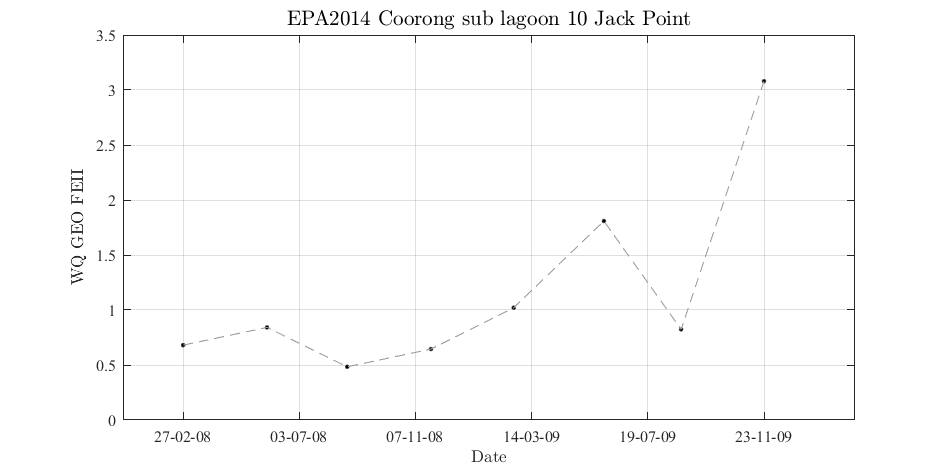 EPA2014 Coorong sub lagoon 10 Jack Point
3.5
3
2.5
2
1.5
1
0.5
0
WQ GEO FEII
27-02-08 03-07-08 07-11-08 14-03-09 19-07-09 23-11-09
Date